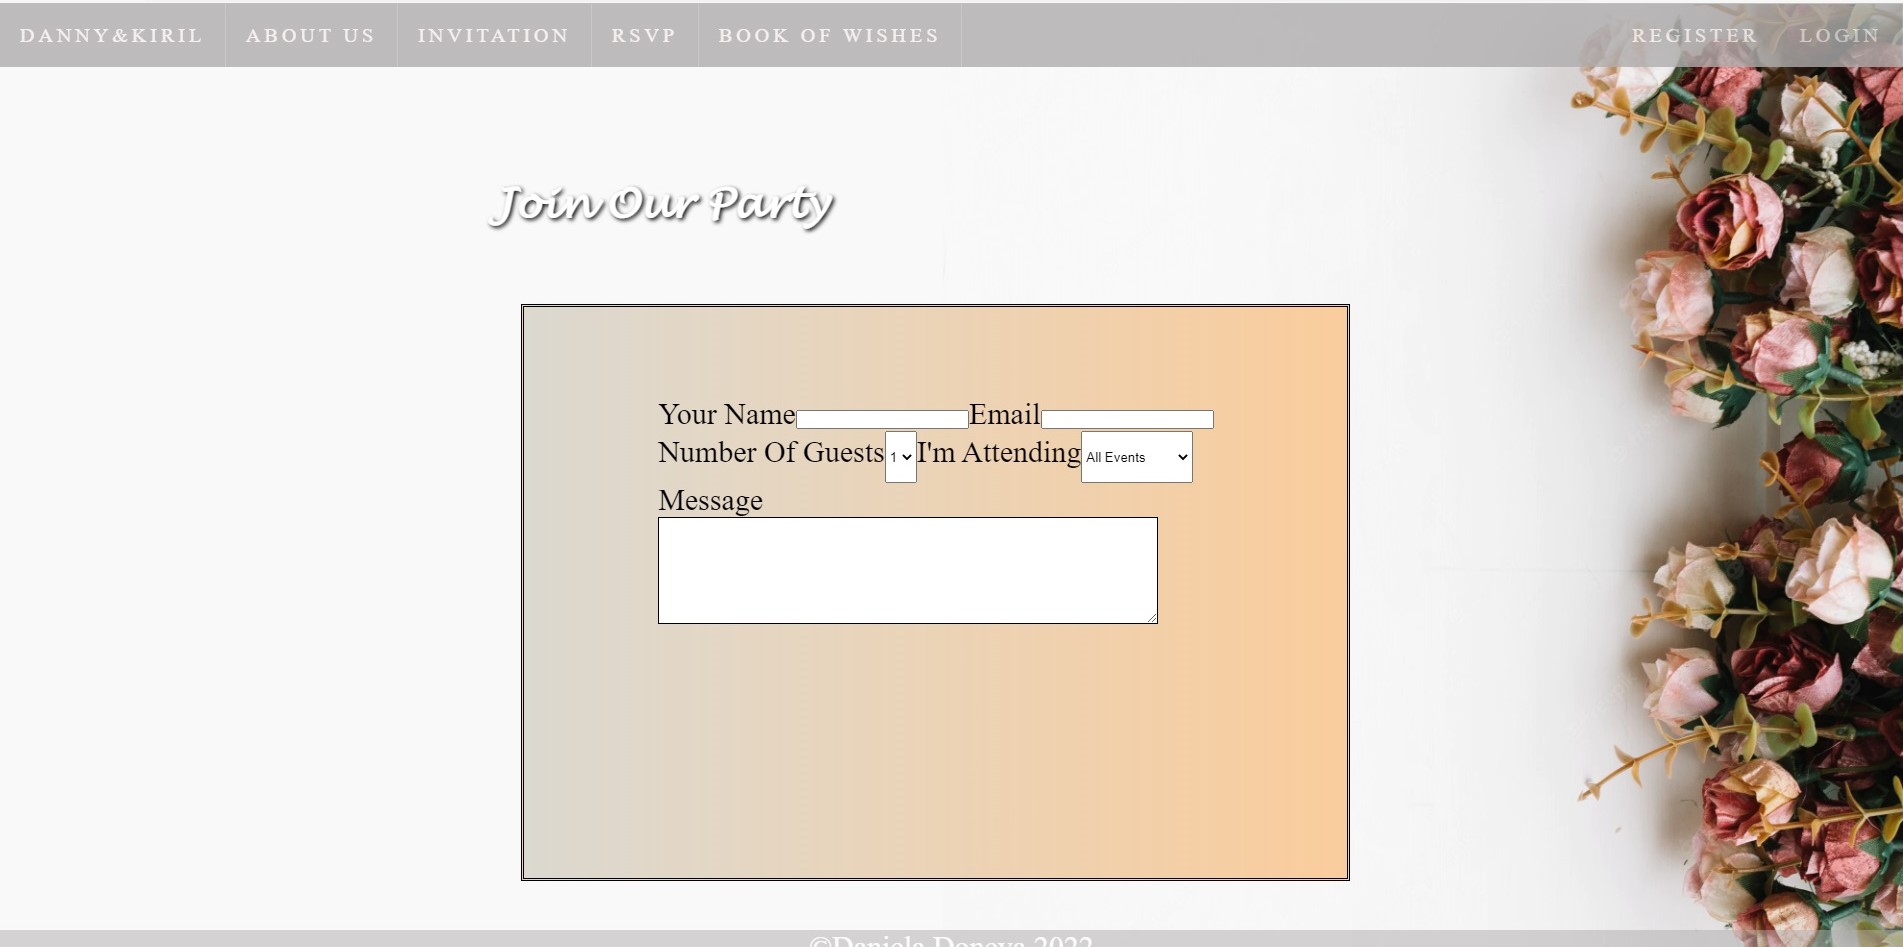 DANNY&KIRIL ABOUT US INVITATION RSVP BOOK OF WISHES REGISTER LOGIN
Join Our Party
Your Name Email
Number Of Guests 1 I'm Attending All Events
Message
©Daniela Doneva 2022